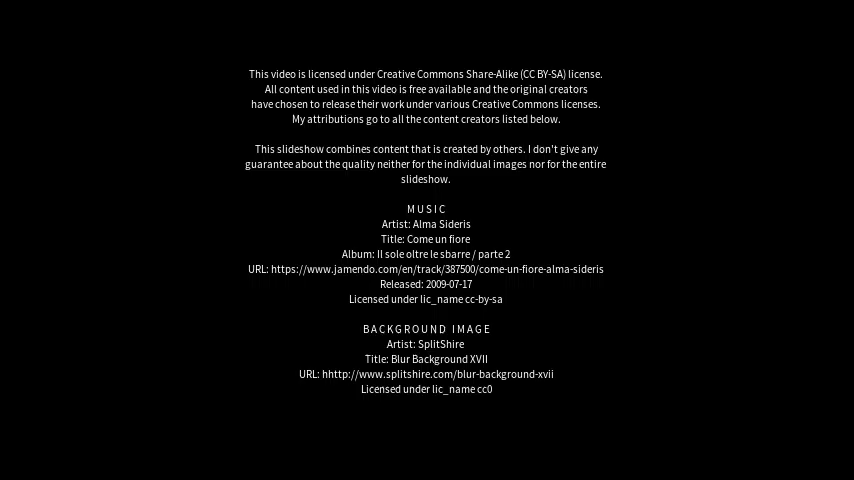 This video is licensed under Creative Commons Share-Alike (CC BY-SA) license.
All content used in this video is free available and the original creators
have chosen to release their work under various Creative Commons licenses.
My attributions go to all the content creators listed below.
This slideshow combines content that is created by others. I don't give any
guarantee about the quality neither for the individual images nor for the entire
slideshow.
MUSIC
Artist: Alma Sideris
Title: Come un fiore
Album: Il sole oltre le sbarre / parte 2
URL: https://www.jamendo.com/en/track/387500/come-un-fiore-alma-sideris
Released: 2009-07-17
Licensed under lic_name cc-by-sa
BACKGROUND IMAGE
Artist: SplitShire
Title: Blur Background XVII
URL: hhttp://www.splitshire.com/blur-background-xvii
Licensed under lic_name cc0